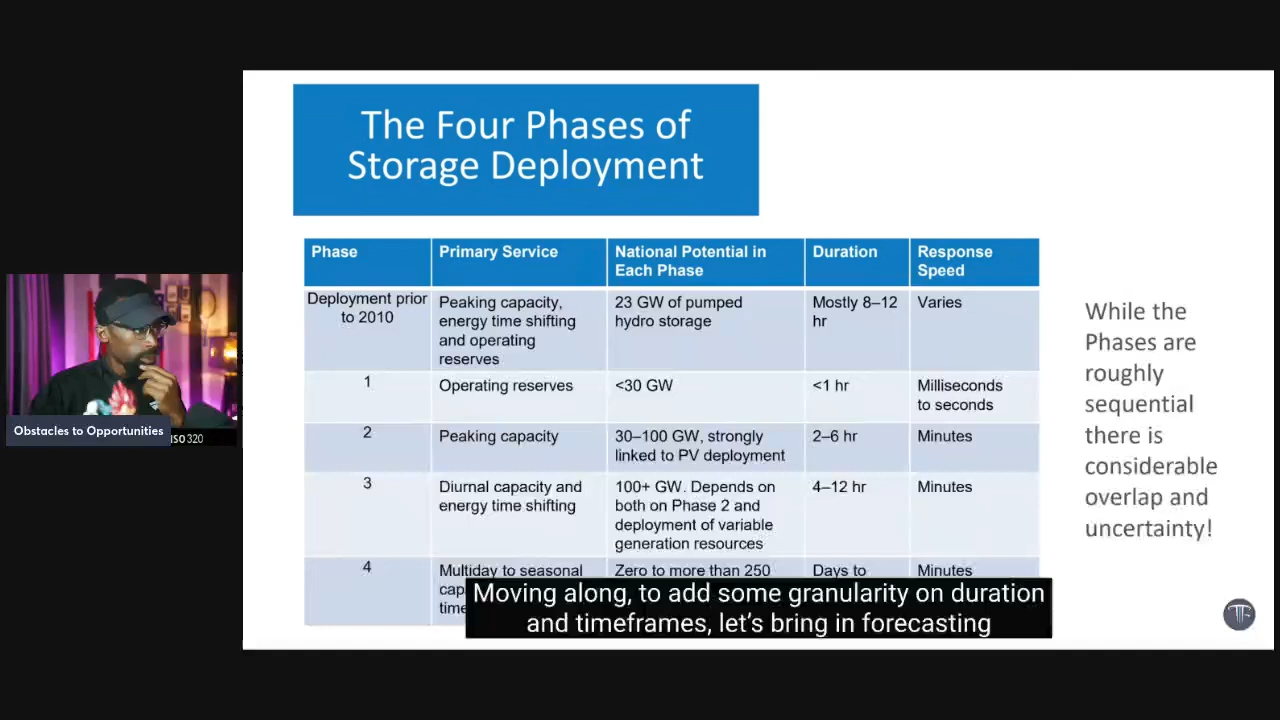 The Four Phases of
Storage Deployment
Phase
Primary Service
National Potential in
Each Phase
Duration
Response
Speed
Deployment prior
to 2010
Peaking capacity,
energy time shifting
and operating
reserves
23 GW of pumped
hydro storage
Mostly 8–12
hr
Varies
1
Operating reserves
<30 GW
<1 hr
Milliseconds
to seconds
2
Peaking capacity
30–100 GW, strongly
linked to PV deployment
2–6 hr
Minutes
3
Diurnal capacity and
energy time shifting
100+ GW. Depends on
both on Phase 2 and
deployment of variable
generation resources
4–12 hr
Minutes
4
Multiday to seasonal
Zero to more than 250
Days to
Minutes
While the
Phases are
roughly
sequential
there is
considerable
overlap and
uncertainty!
Obstacles to Opportunities
ISO 320
Moving along, to add some granularity on duration
and timeframes, let's bring in forecasting